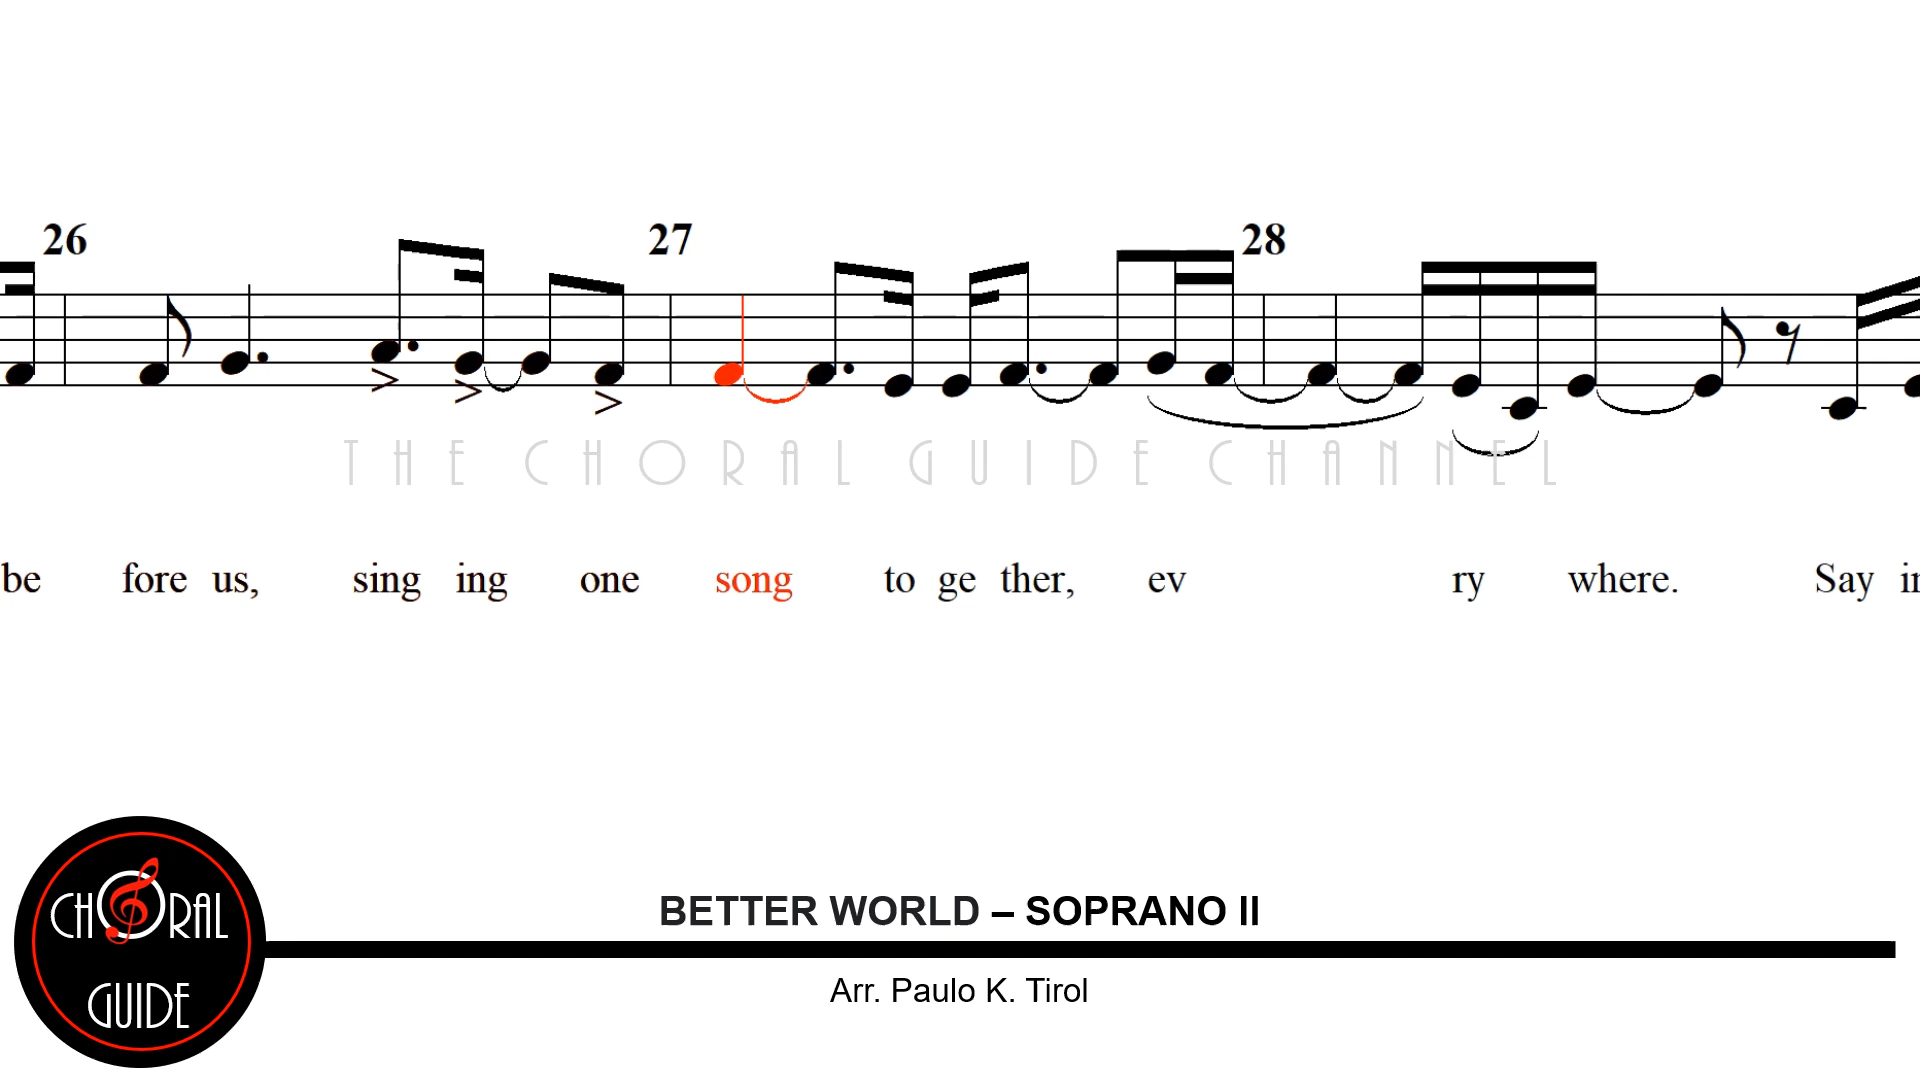 26 27 28
THE CHORAL GUIDE CHANNEL
be fore us, sing ing one song to ge ther, ev ry where. Say
BETTER WORLD – SOPRANO II
Arr. Paulo K. Tirol
CHORAL
GUIDE